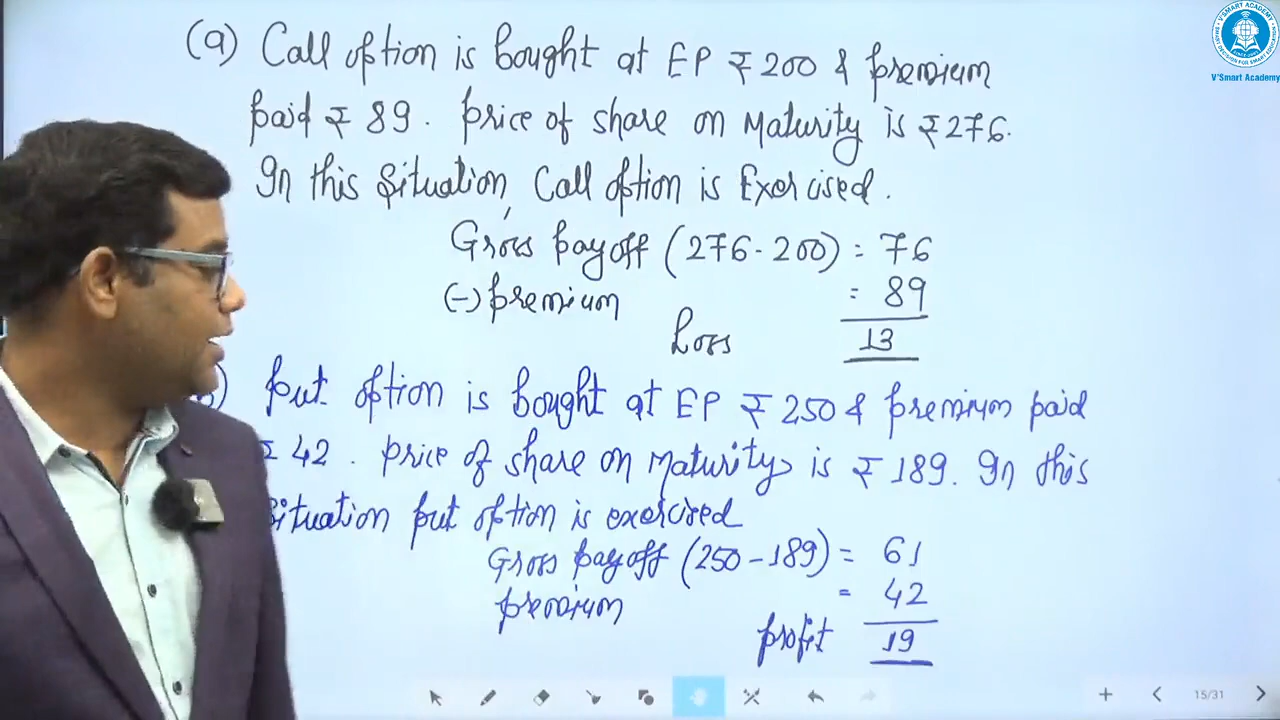 (a) Call option is bought at EP ₹ 200 & premium
paid ₹ 89. Price of share on Maturity is ₹ 276.
In this Situation, Call option is Exercised.
Gross payoff (276-200) = 76
(-) premium = 89
Loss 13
) Put option is bought at EP ₹ 250 & premium paid
₹ 42. Price of share on Maturity is ₹ 189. In this
Situation put option is exercised
Gross payoff (250-189) = 61
premium = 42
profit 19
V'SMART ACADEMY
V'Smart Academy
15/31